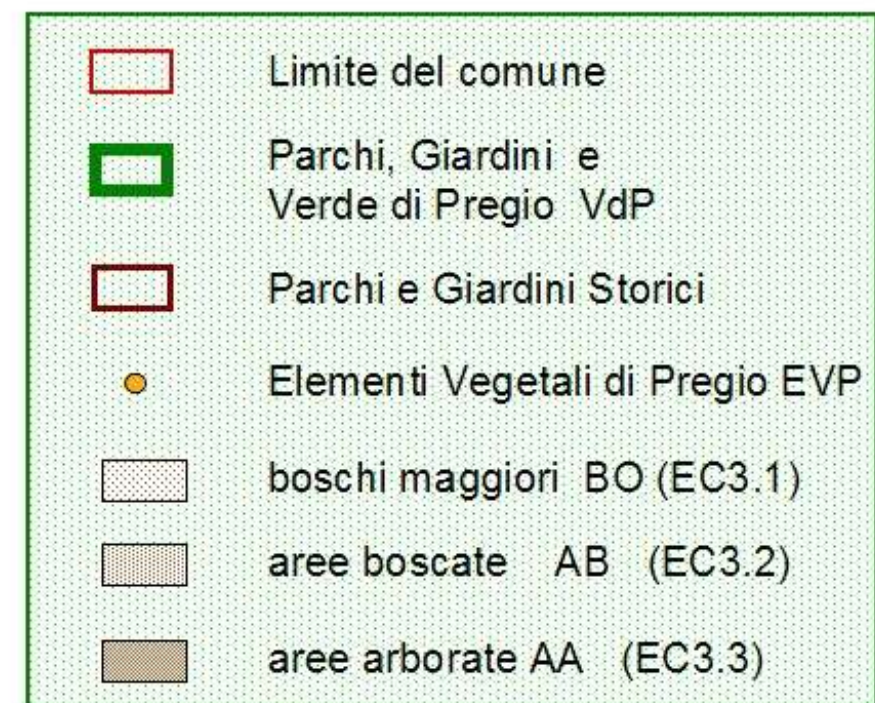 Limite del comune
Parchi, Giardini e
Verde di Pregio VdP
Parchi e Giardini Storici
Elementi Vegetali di Pregio EVP
boschi maggiori BO (EC3.1)
aree boscate AB (EC3.2)
aree arborate AA (EC3.3)